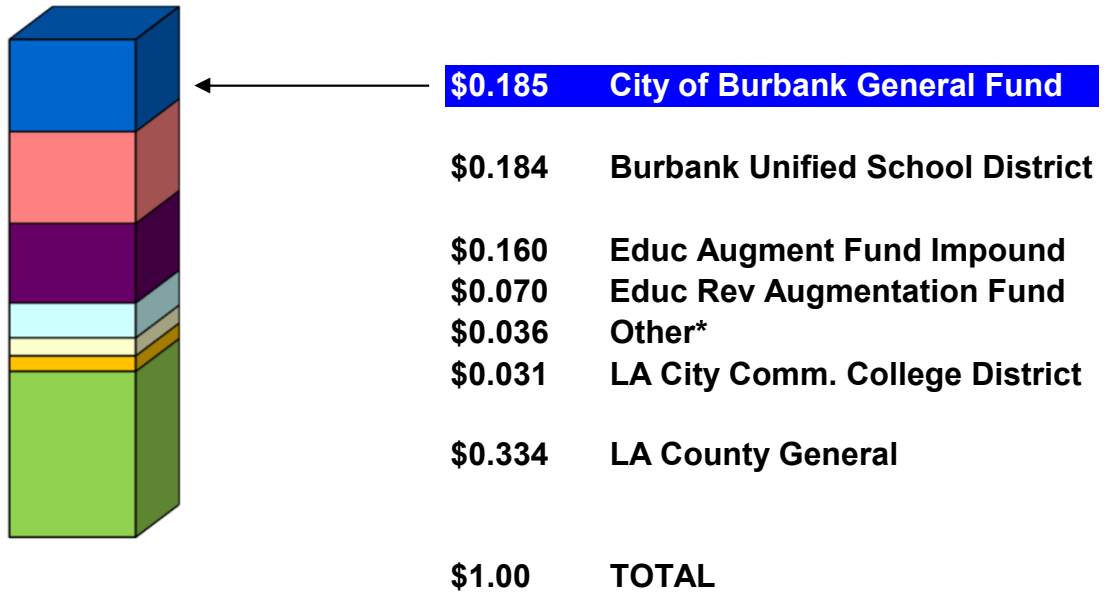 $0.185 City of Burbank General Fund
$0.184 Burbank Unified School District
$0.160 Educ Augment Fund Impound
$0.070 Educ Rev Augmentation Fund
$0.036 Other*
$0.031 LA City Comm. College District
$0.334 LA County General
$1.00 TOTAL